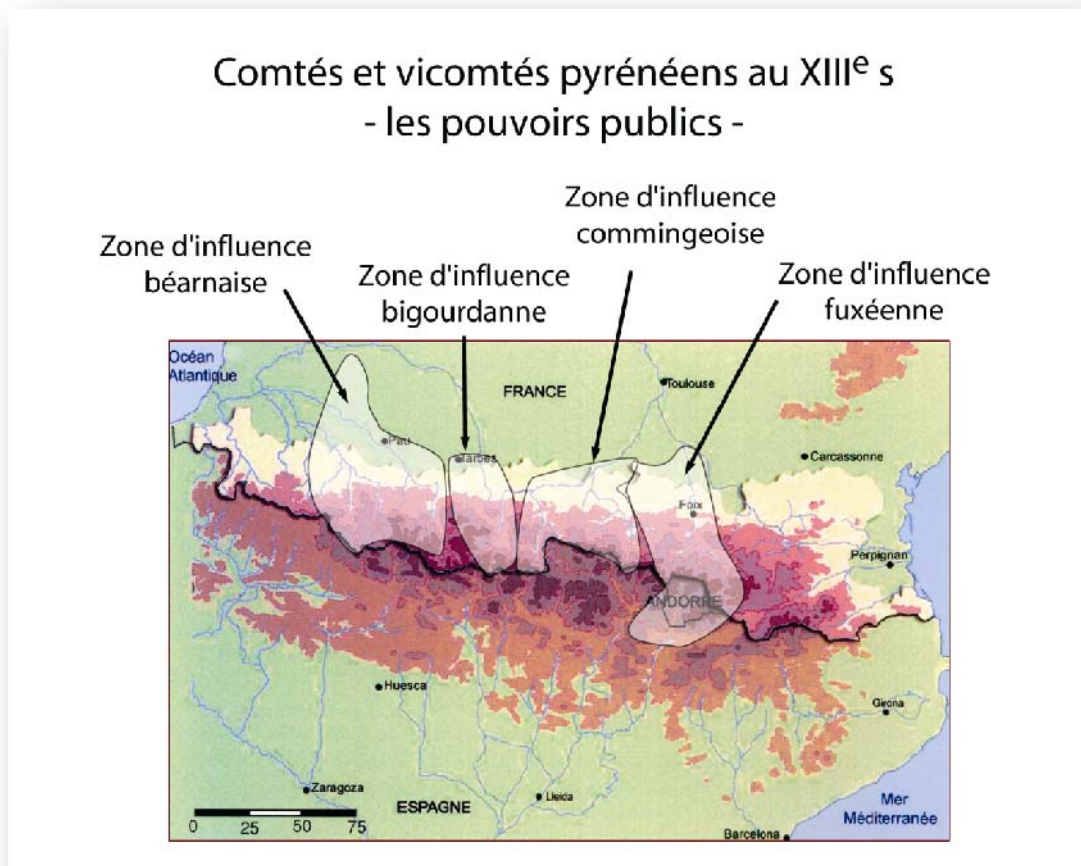 Comtés et vicomtés pyrénéens au XIIIe s
- les pouvoirs publics -
Zone d'influence
commingeoise
Zone d'influence
béarnaise
Zone d'influence
bigourdanne
Zone d'influence
fuxéenne
Océan
Atlantique
FRANCE
Toulouse
Pau
Tarbes
Carcassonne
Foix
Perpignan
ANDORRE
Huesca
Girona
Zaragoza
Lleida
ESPAGNE
Mer
Méditerranée
0 25 50 75
Barcelona